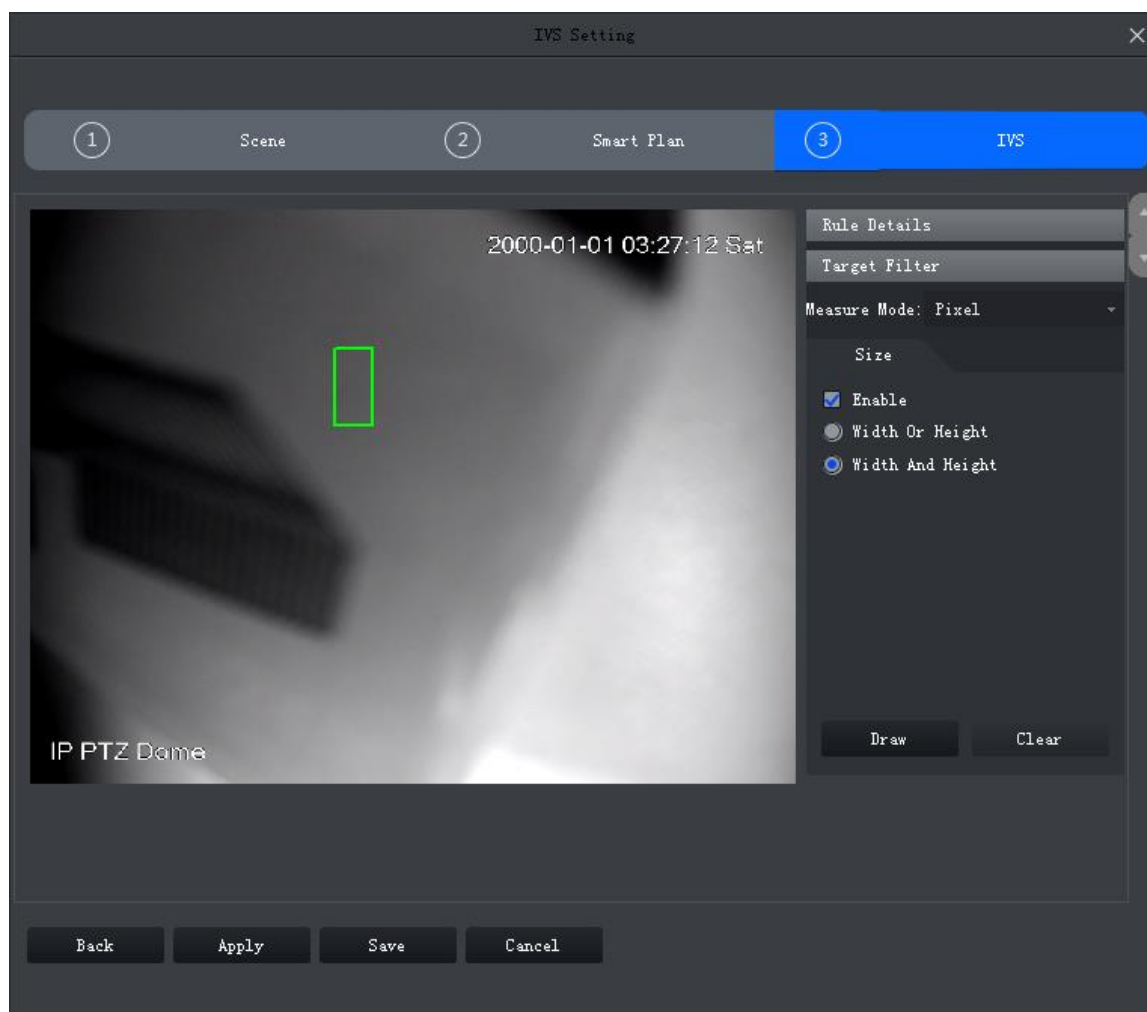 IVS Setting
1 Scene 2 Smart Plan 3 IVS
2000-01-01 03:27:12 Sat
IP PTZ Dome
Rule Details
Target Filter
Measure Mode: Pixel
Size
Enable
Width Or Height
Width And Height
Draw Clear
Back Apply Save Cancel